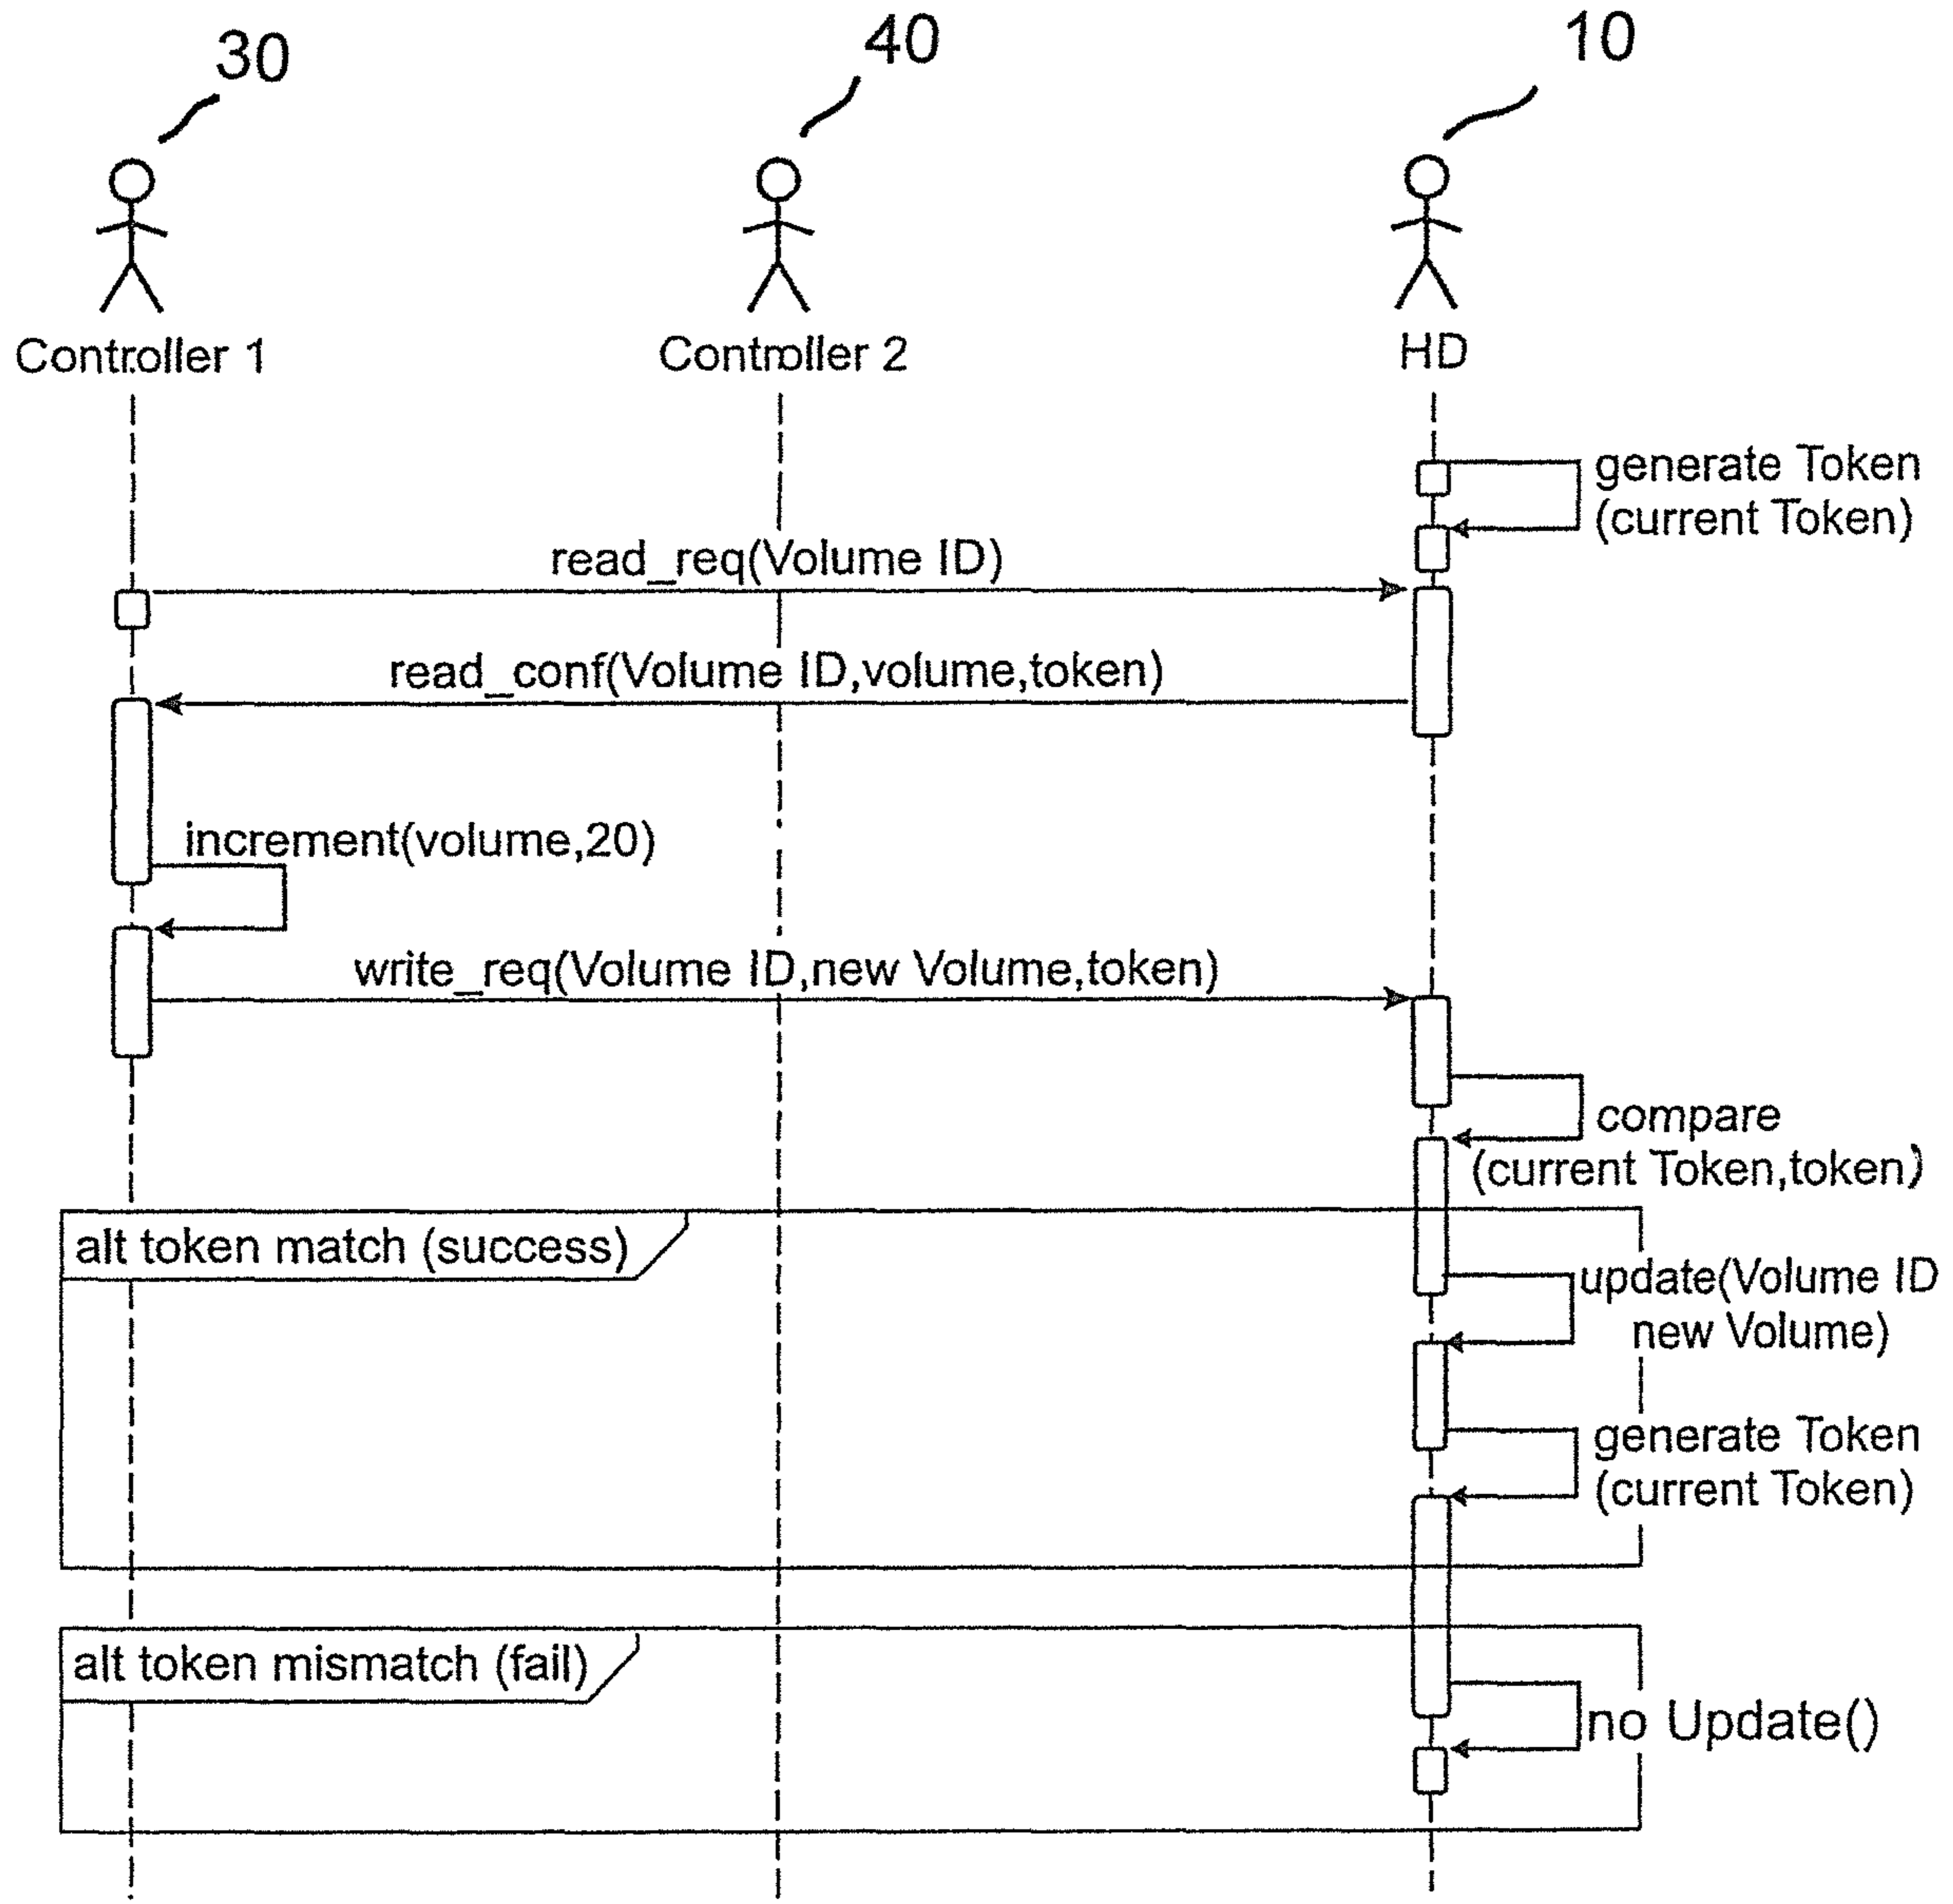 30
40
10
Controller 1
Controller 2
HD
generate Token
(current Token)
read_req(Volume ID)
read_conf(Volume ID,volume,token)
increment(volume,20)
write_req(Volume ID,new Volume,token)
compare
(current Token,token)
alt token match (success)
update(Volume ID
new Volume)
generate Token
(current Token)
alt token mismatch (fail)
no Update()